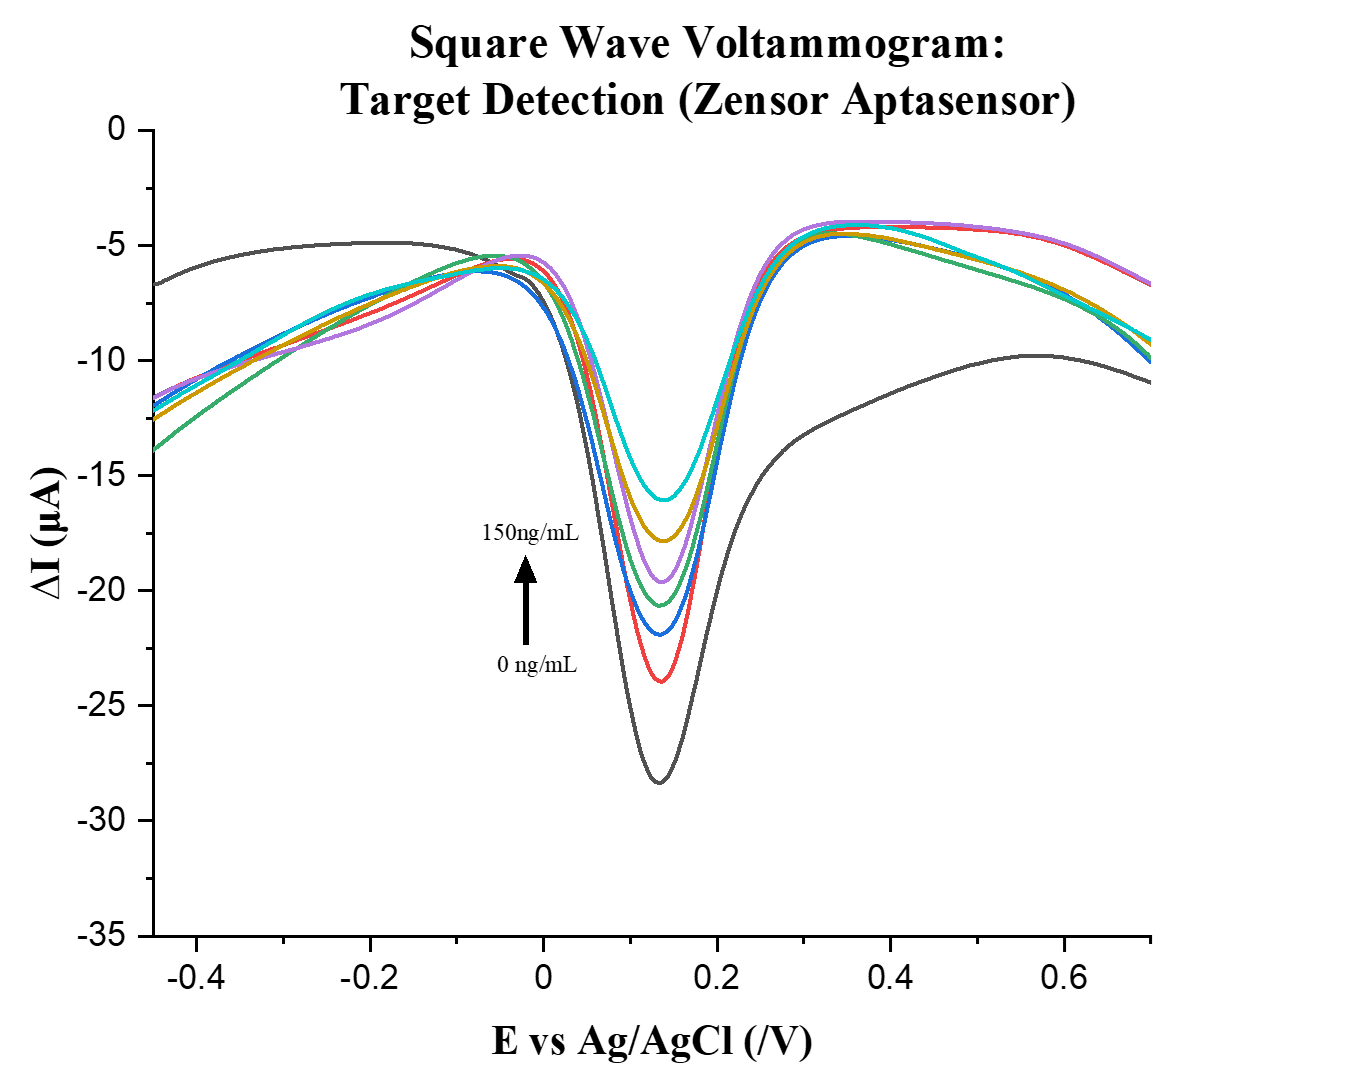 Square Wave Voltammogram:
Target Detection (Zensor Aptasensor)
0
-5
-10
-15
-20
-25
-30
-35
ΔI (μA)
150ng/mL
0 ng/mL
-0.4
-0.2
0
0.2
0.4
0.6
E vs Ag/AgCl (/V)